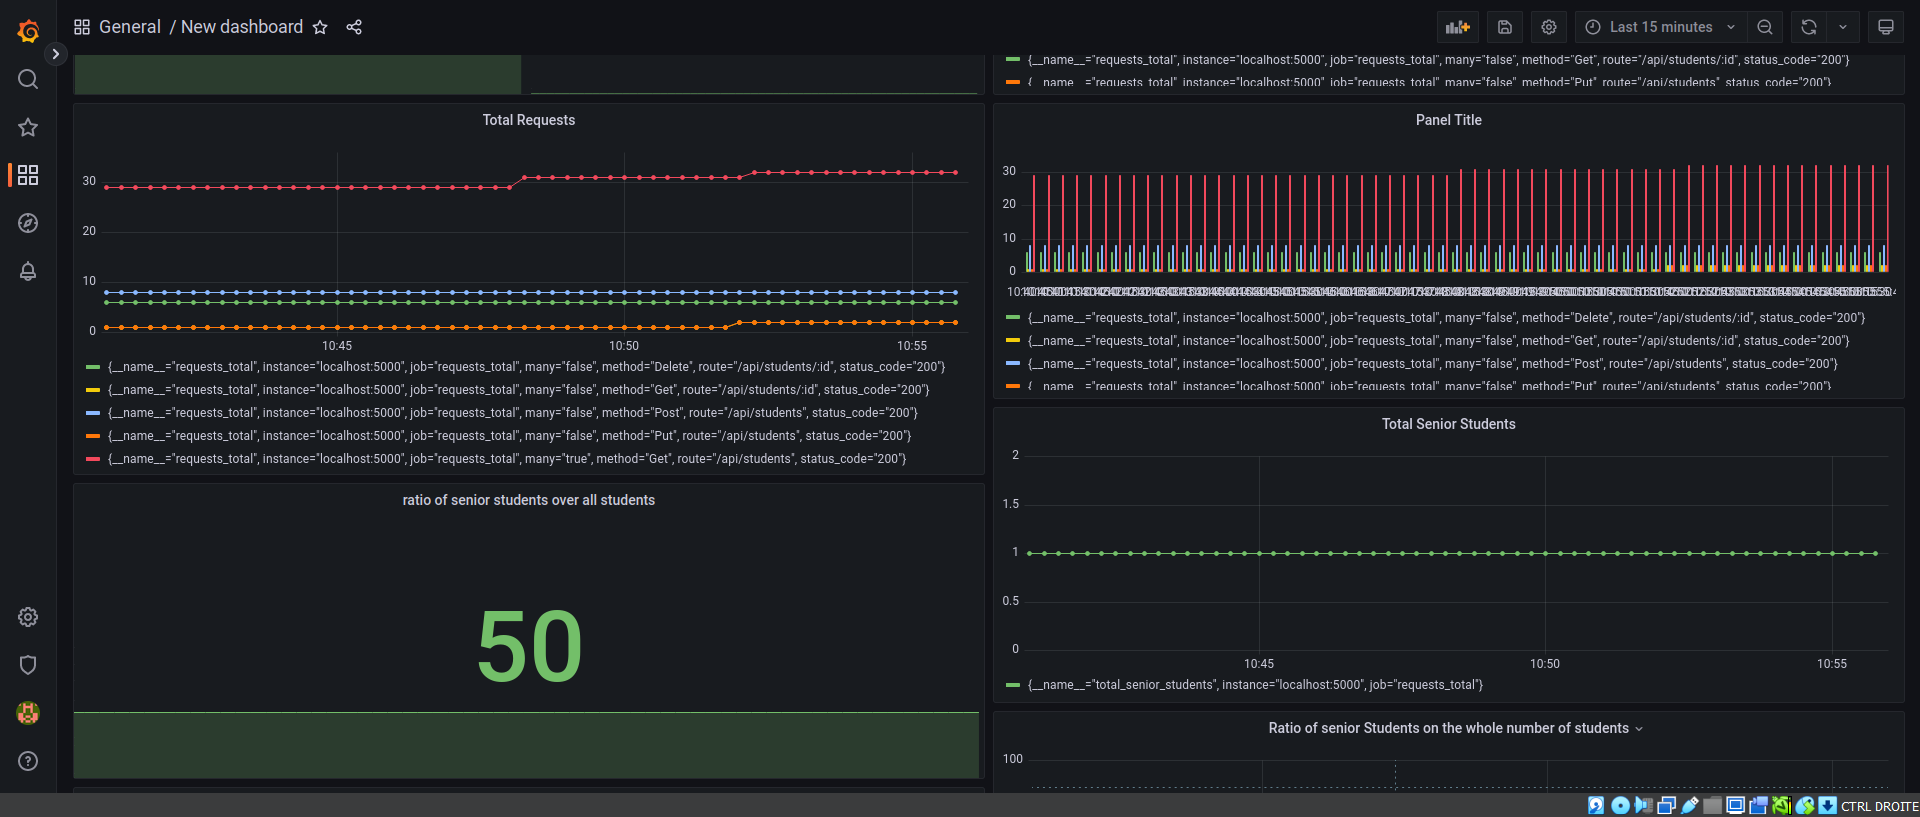 General / New dashboard
Last 15 minutes
{__name__="requests_total", instance="localhost:5000", job="requests_total", many="false", method="Get", route="/api/students/:id", status_code="200"}
{__name__="requests_total", instance="localhost:5000", job="requests_total", many="false", method="Put", route="/api/students", status_code="200"}
Total Requests
30
20
10
0
10:45
10:50
10:55
{__name__="requests_total", instance="localhost:5000", job="requests_total", many="false", method="Delete", route="/api/students/:id", status_code="200"}
{__name__="requests_total", instance="localhost:5000", job="requests_total", many="false", method="Get", route="/api/students/:id", status_code="200"}
{__name__="requests_total", instance="localhost:5000", job="requests_total", many="false", method="Post", route="/api/students", status_code="200"}
{__name__="requests_total", instance="localhost:5000", job="requests_total", many="false", method="Put", route="/api/students", status_code="200"}
{__name__="requests_total", instance="localhost:5000", job="requests_total", many="true", method="Get", route="/api/students", status_code="200"}
Panel Title
30
20
10
0
{__name__="requests_total", instance="localhost:5000", job="requests_total", many="false", method="Delete", route="/api/students/:id", status_code="200"}
{__name__="requests_total", instance="localhost:5000", job="requests_total", many="false", method="Get", route="/api/students/:id", status_code="200"}
{__name__="requests_total", instance="localhost:5000", job="requests_total", many="false", method="Post", route="/api/students", status_code="200"}
{__name__="requests_total", instance="localhost:5000", job="requests_total", many="false", method="Put", route="/api/students", status_code="200"}
ratio of senior students over all students
50
Total Senior Students
2
1.5
1
0.5
0
10:45
10:50
10:55
{__name__="total_senior_students", instance="localhost:5000", job="requests_total"}
Ratio of senior Students on the whole number of students
100
CTRL DROITE